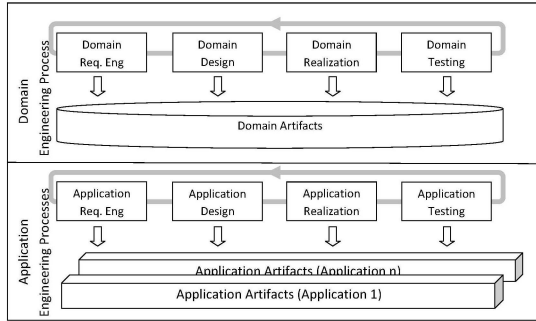 Domain
Engineering Process
Domain
Req. Eng
Domain
Design
Domain
Realization
Domain
Testing
Domain Artifacts
Application
Engineering Processes
Application
Req. Eng
Application
Design
Application
Realization
Application
Testing
Application Artifacts (Application n)
Application Artifacts (Application 1)